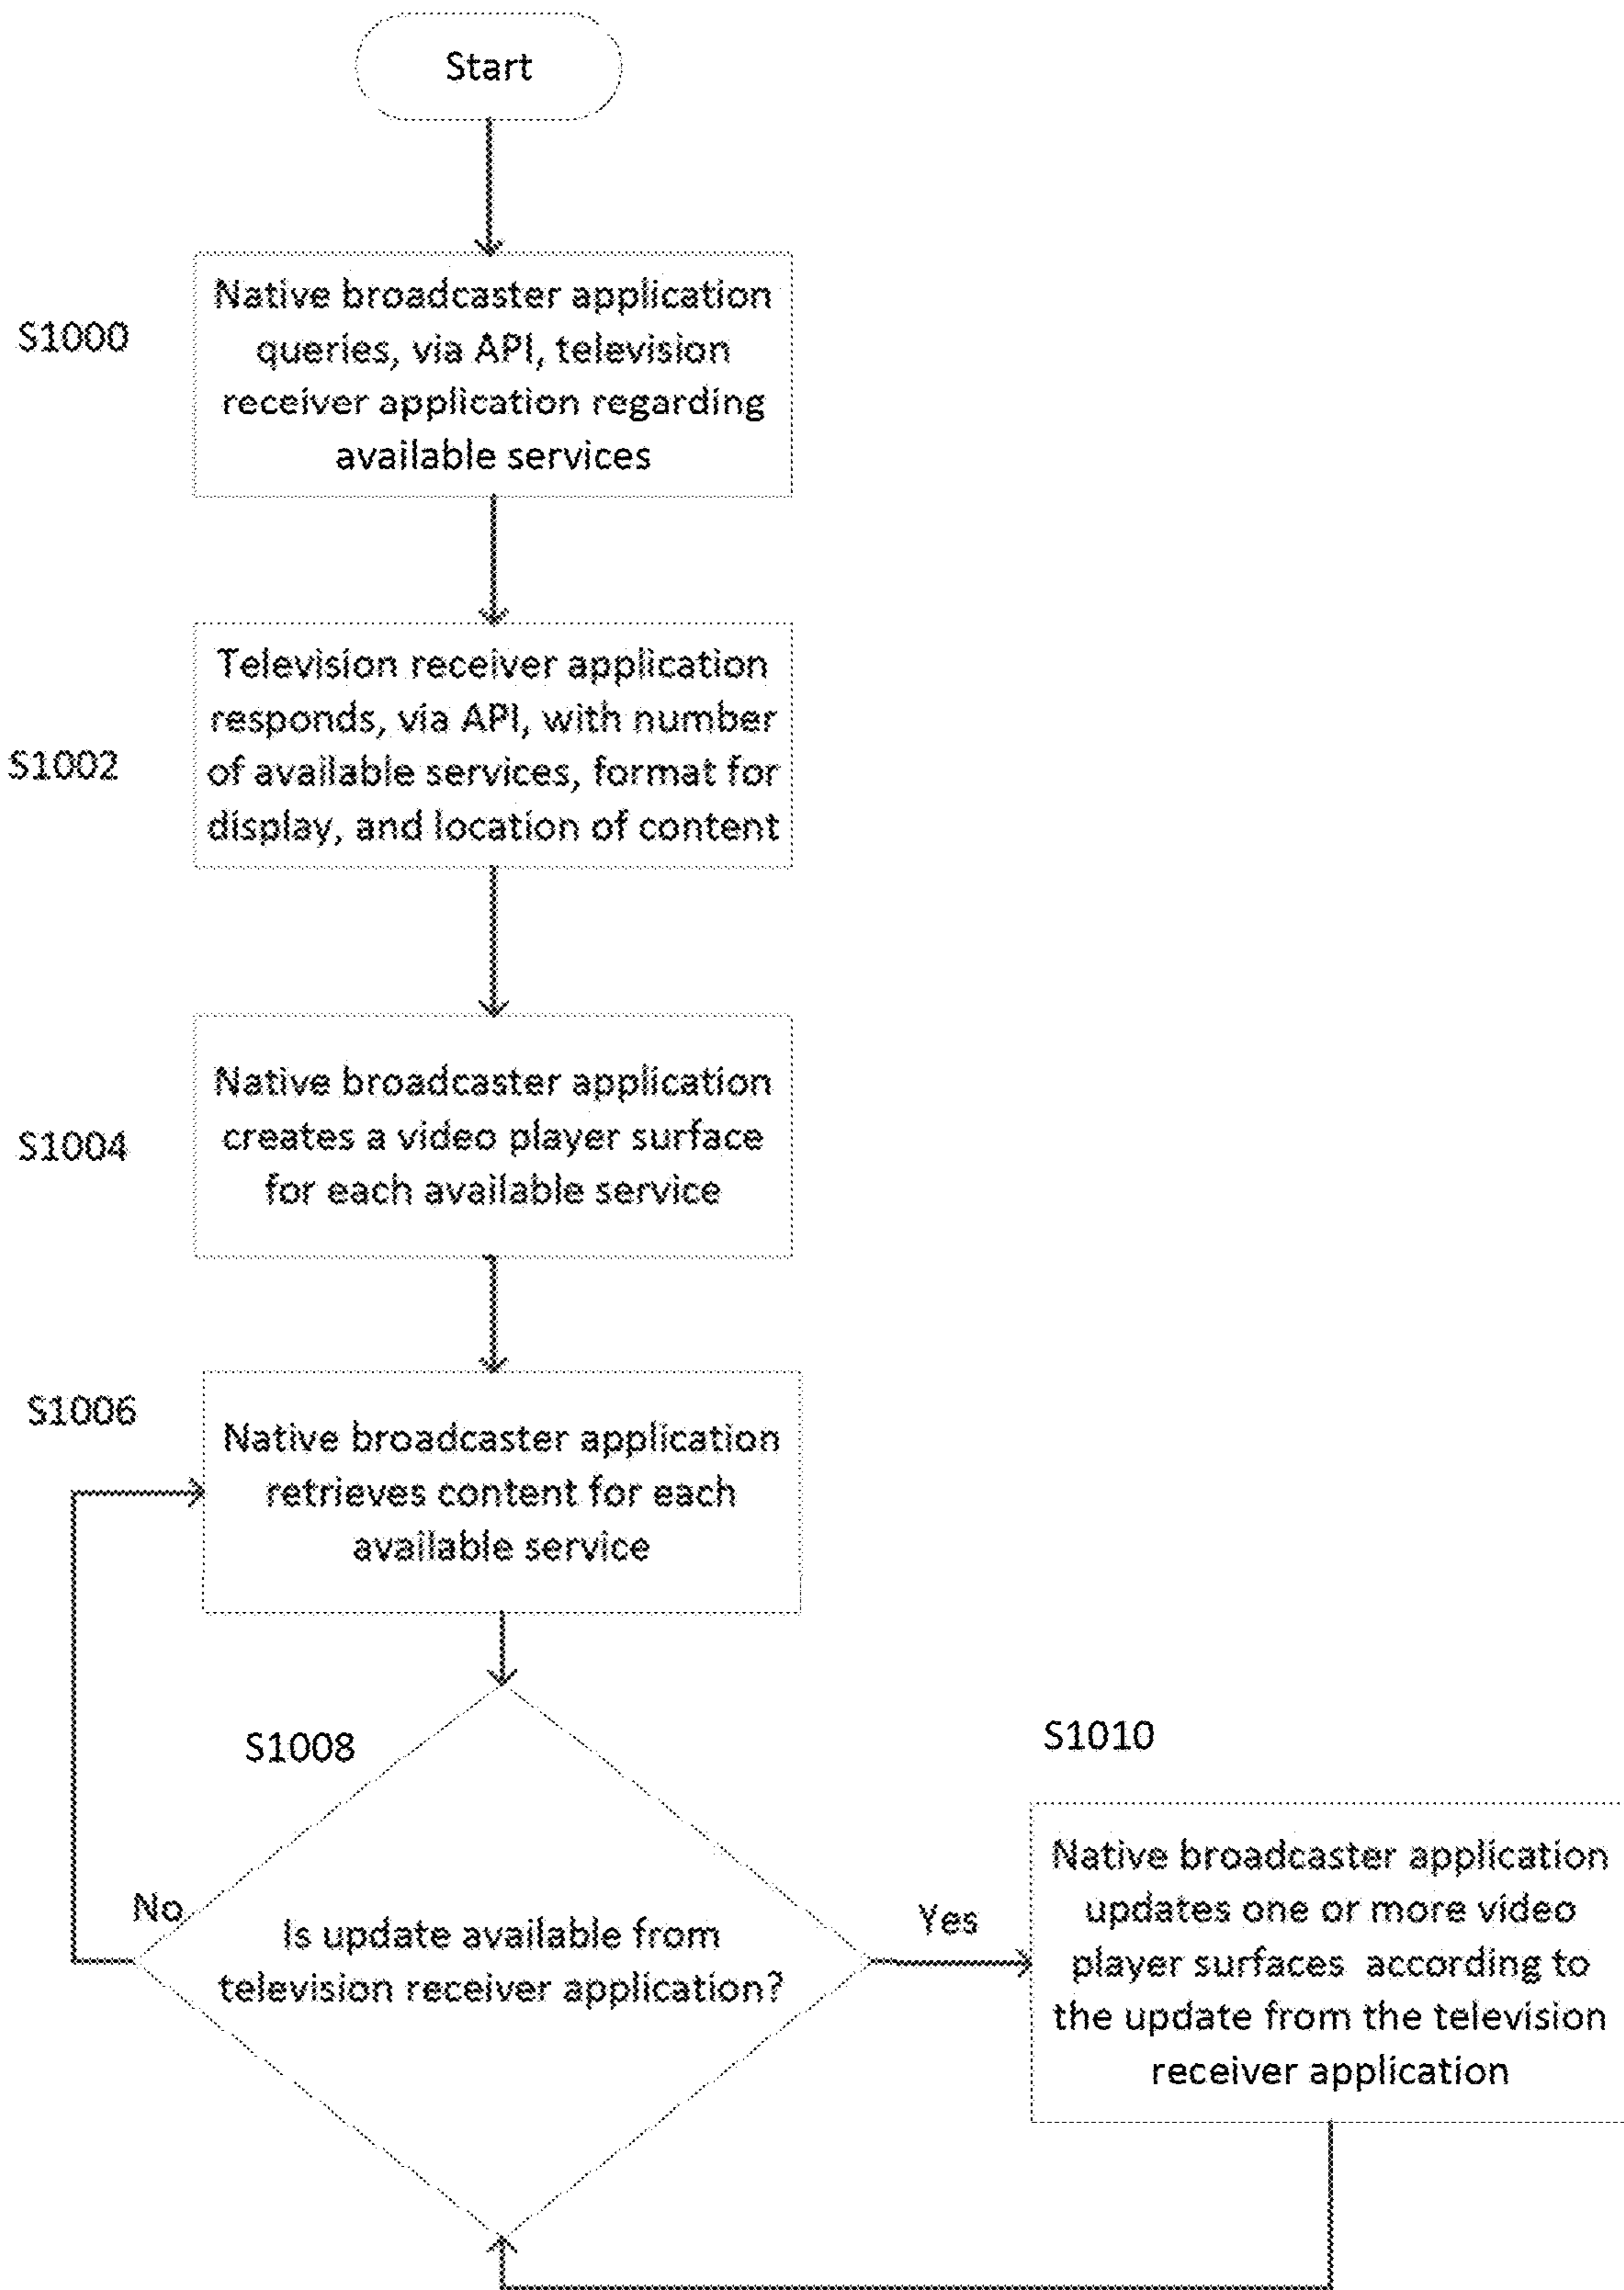 Start
S1000
Native broadcaster application
queries, via API, television
receiver application regarding
available services
S1002
Television receiver application
responds, via API, with number
of available services, format for
display, and location of content
S1004
Native broadcaster application
creates a video player surface
for each available service
S1006
Native broadcaster application
retrieves content for each
available service
S1008
Is update available from
television receiver application?
No
Yes
S1010
Native broadcaster application
updates one or more video
player surfaces according to
the update from the television
receiver application